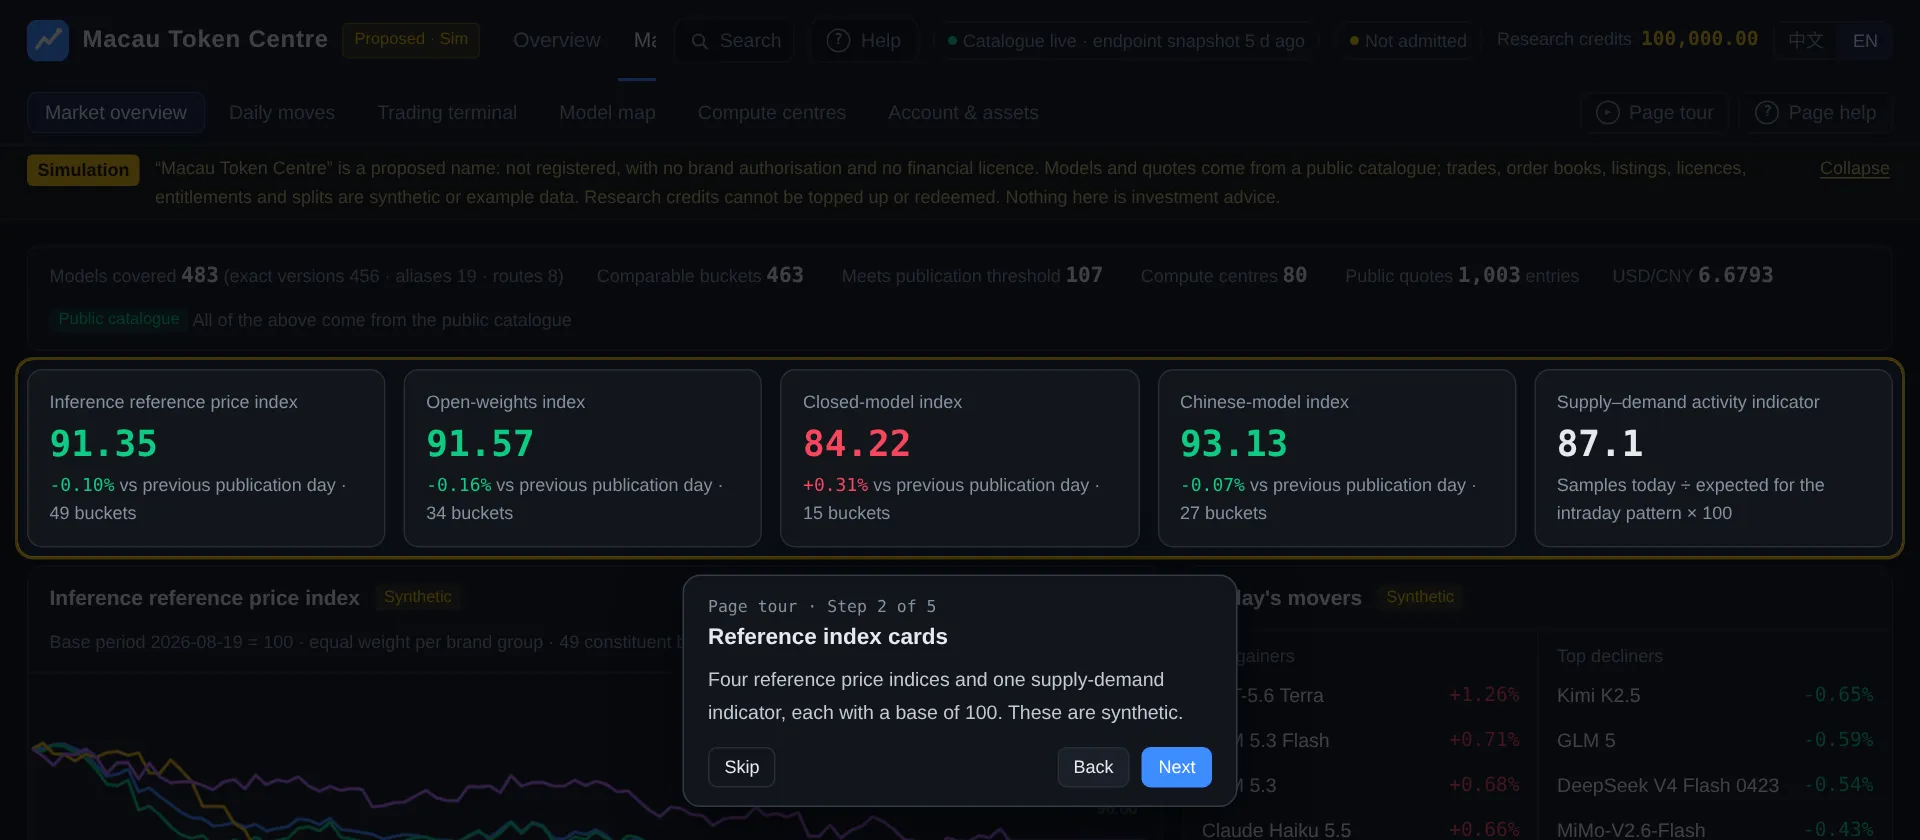 Macau Token Centre
Proposed · Sim
Overview
Ma
Search
? Help
Catalogue live · endpoint snapshot 5 d ago
Not admitted
Research credits 100,000.00
中文
EN
Market overview
Daily moves
Trading terminal
Model map
Compute centres
Account & assets
Page tour
? Page help
Simulation
“Macau Token Centre” is a proposed name: not registered, with no brand authorisation and no financial licence. Models and quotes come from a public catalogue; trades, order books, listings, licences,
entitlements and splits are synthetic or example data. Research credits cannot be topped up or redeemed. Nothing here is investment advice.
Collapse
Models covered 483 (exact versions 456 · aliases 19 · routes 8)
Comparable buckets 463
Meets publication threshold 107
Compute centres 80
Public quotes 1,003 entries
USD/CNY 6.6793
Public catalogue All of the above come from the public catalogue
Inference reference price index
91.35
-0.10% vs previous publication day ·
49 buckets
Open-weights index
91.57
-0.16% vs previous publication day ·
34 buckets
Closed-model index
84.22
+0.31% vs previous publication day ·
15 buckets
Chinese-model index
93.13
-0.07% vs previous publication day ·
27 buckets
Supply–demand activity indicator
87.1
Samples today ÷ expected for the
intraday pattern × 100
Inference reference price index
Synthetic
Base period 2026-08-19 = 100 · equal weight per brand group · 49 constituent b
Page tour · Step 2 of 5
Reference index cards
Four reference price indices and one supply-demand
indicator, each with a base of 100. These are synthetic.
Skip
Back
Next
lay's movers
Synthetic
gainers
T-5.6 Terra +1.26%
M 5.3 Flash +0.71%
M 5.3 +0.68%
Claude Haiku 5.5 +0.66%
Top decliners
Kimi K2.5 -0.65%
GLM 5 -0.59%
DeepSeek V4 Flash 0423 -0.54%
MiMo-V2.6-Flash -0.43%